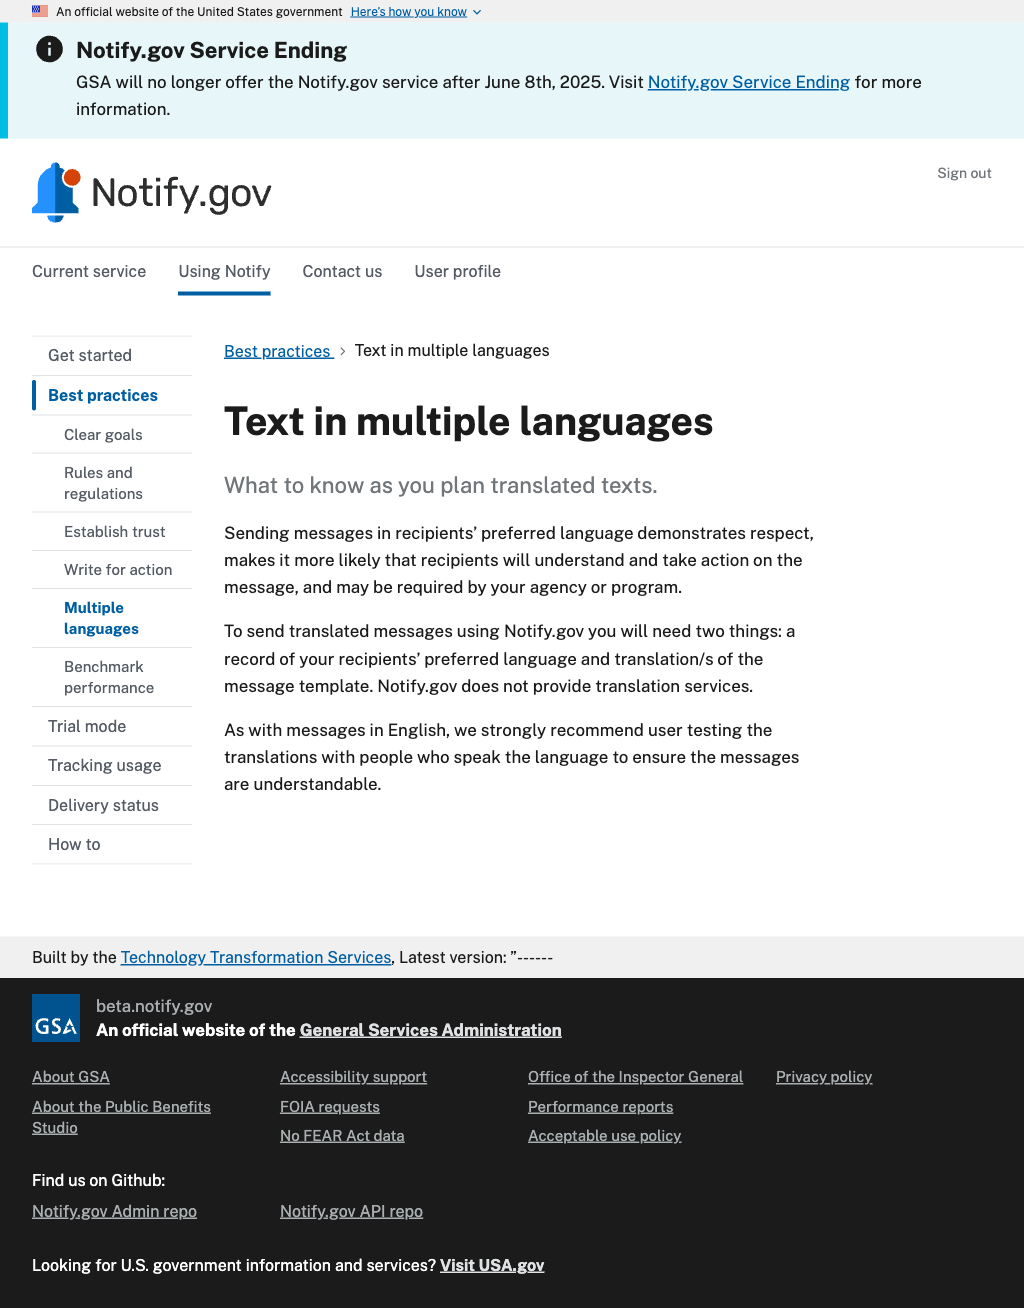 An official website of the United States government Here's how you know
Notify.gov Service Ending
GSA will no longer offer the Notify.gov service after June 8th, 2025. Visit Notify.gov Service Ending for more
information.
Notify.gov
Sign out
Current service Using Notify Contact us User profile
Get started
Best practices
Clear goals
Rules and
regulations
Establish trust
Write for action
Multiple
languages
Benchmark
performance
Trial mode
Tracking usage
Delivery status
How to
Best practices > Text in multiple languages
Text in multiple languages
What to know as you plan translated texts.
Sending messages in recipients’ preferred language demonstrates respect,
makes it more likely that recipients will understand and take action on the
message, and may be required by your agency or program.
To send translated messages using Notify.gov you will need two things: a
record of your recipients’ preferred language and translation/s of the
message template. Notify.gov does not provide translation services.
As with messages in English, we strongly recommend user testing the
translations with people who speak the language to ensure the messages
are understandable.
Built by the Technology Transformation Services, Latest version: ”------
GSA
beta.notify.gov
An official website of the General Services Administration
About GSA
About the Public Benefits
Studio
Accessibility support
FOIA requests
No FEAR Act data
Office of the Inspector General
Performance reports
Acceptable use policy
Privacy policy
Find us on Github:
Notify.gov Admin repo Notify.gov API repo
Looking for U.S. government information and services? Visit USA.gov